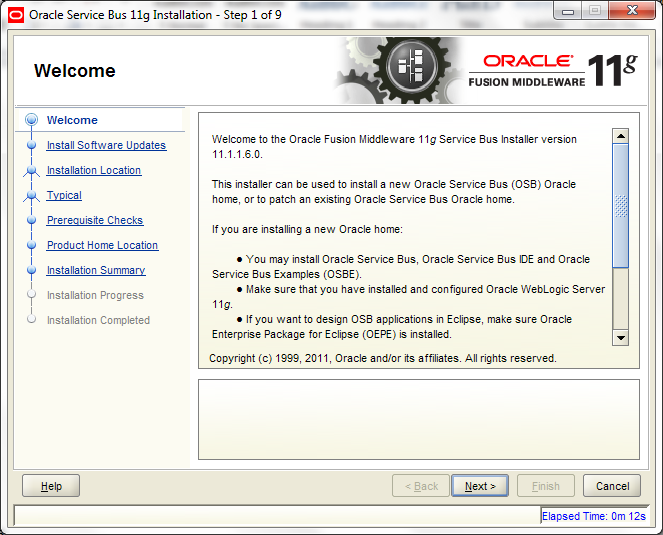 Oracle Service Bus 11g Installation - Step 1 of 9
Welcome
ORACLE®
FUSION MIDDLEWARE 11g
Welcome
Install Software Updates
Installation Location
Typical
Prerequisite Checks
Product Home Location
Installation Summary
Installation Progress
Installation Completed
Welcome to the Oracle Fusion Middleware 11g Service Bus Installer version
11.1.1.6.0.
This installer can be used to install a new Oracle Service Bus (OSB) Oracle
home, or to patch an existing Oracle Service Bus Oracle home.
If you are installing a new Oracle home:
● You may install Oracle Service Bus, Oracle Service Bus IDE and Oracle
Service Bus Examples (OSBE).
● Make sure that you have installed and configured Oracle WebLogic Server
11g.
● If you want to design OSB applications in Eclipse, make sure Oracle
Enterprise Package for Eclipse (OEPE) is installed.
Copyright (c) 1999, 2011, Oracle and/or its affiliates. All rights reserved.
Help
< Back
Next >
Finish
Cancel
Elapsed Time: 0m 12s